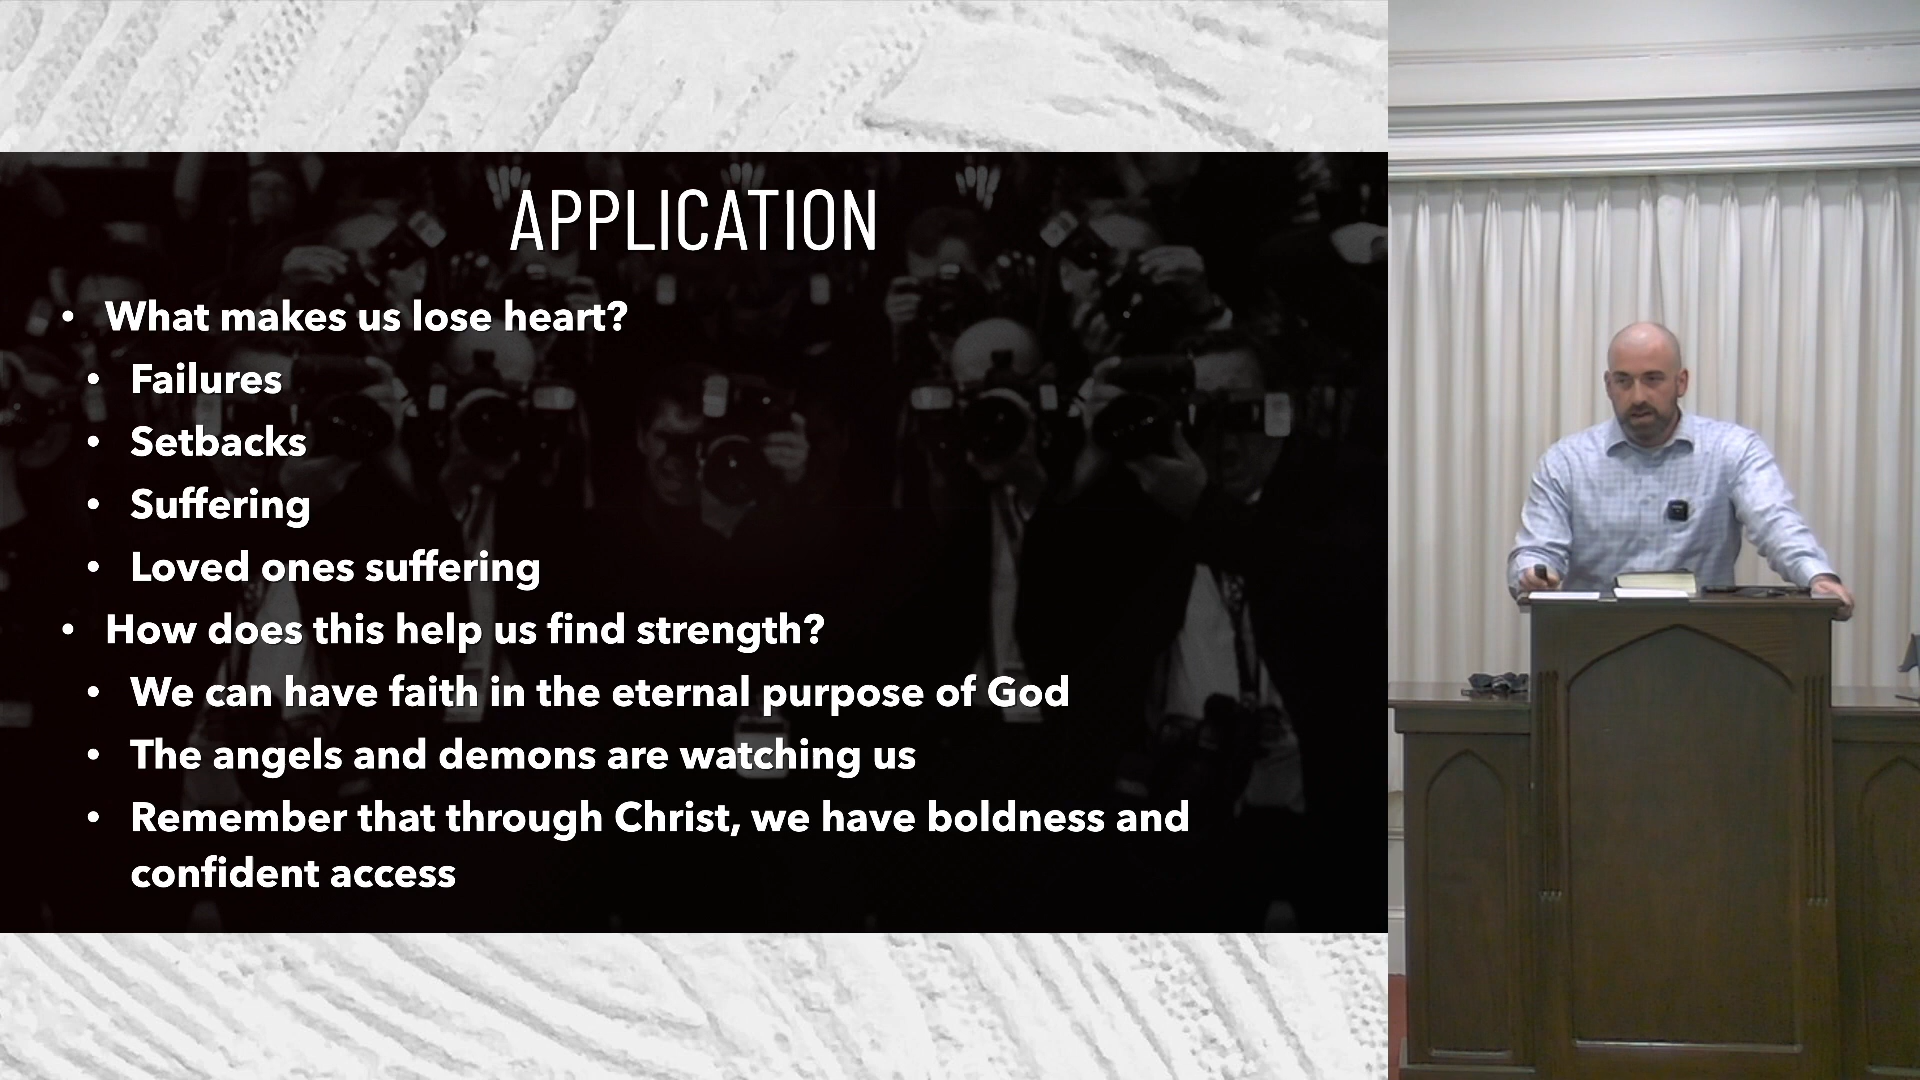 APPLICATION
• What makes us lose heart?
• Failures
• Setbacks
• Suffering
• Loved ones suffering
• How does this help us find strength?
• We can have faith in the eternal purpose of God
• The angels and demons are watching us
• Remember that through Christ, we have boldness and
confident access